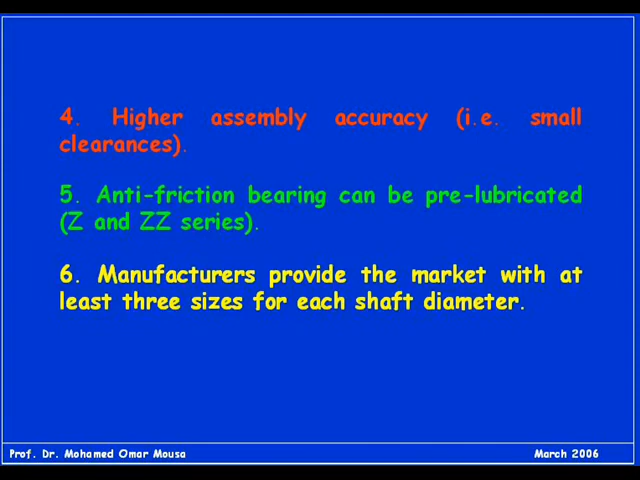 4. Higher assembly accuracy (i.e. small
clearances).
5. Anti-friction bearing can be pre-lubricated
(Z and ZZ series).
6. Manufacturers provide the market with at
least three sizes for each shaft diameter.
Prof. Dr. Mohamed Omar Mousa March 2006